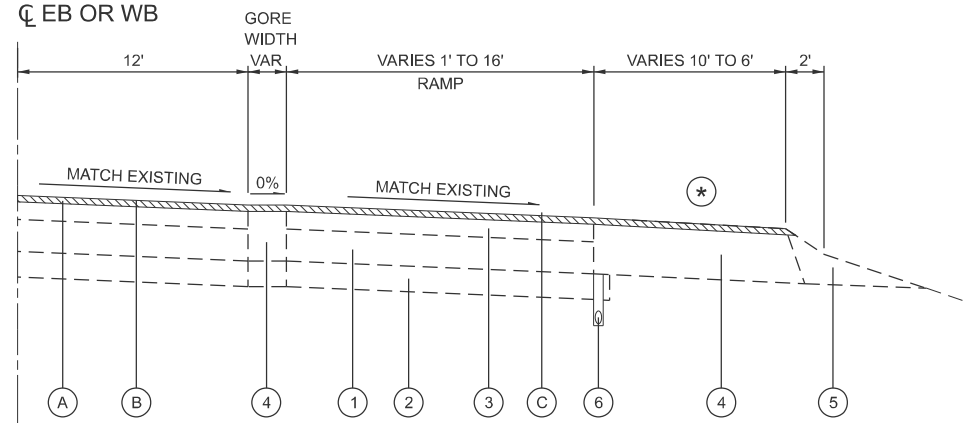 ℄ EB OR WB
GORE
WIDTH
VAR
12'
VARIES 1' TO 16'
RAMP
VARIES 10' TO 6'
2'
MATCH EXISTING
0%
MATCH EXISTING
*
A
B
4
1
2
3
C
6
4
5